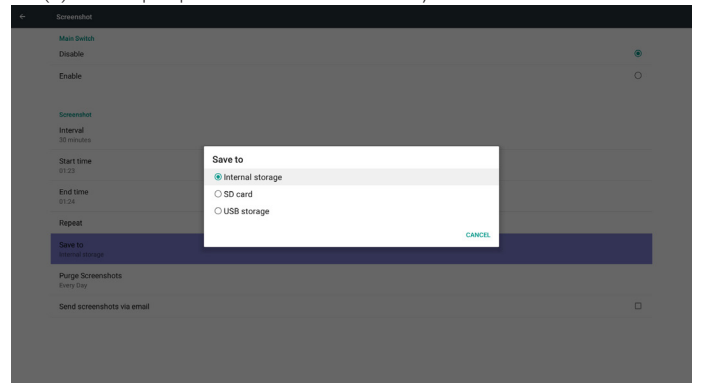 Screenshot
Main Switch
Disable
Enable
Screenshot
Interval
30 minutes
Start time
01:23
End time
01:24
Repeat
Save to
Internal storage
Purge Screenshots
Every Day
Send screenshots via email
Save to
Internal storage
SD card
USB storage
CANCEL